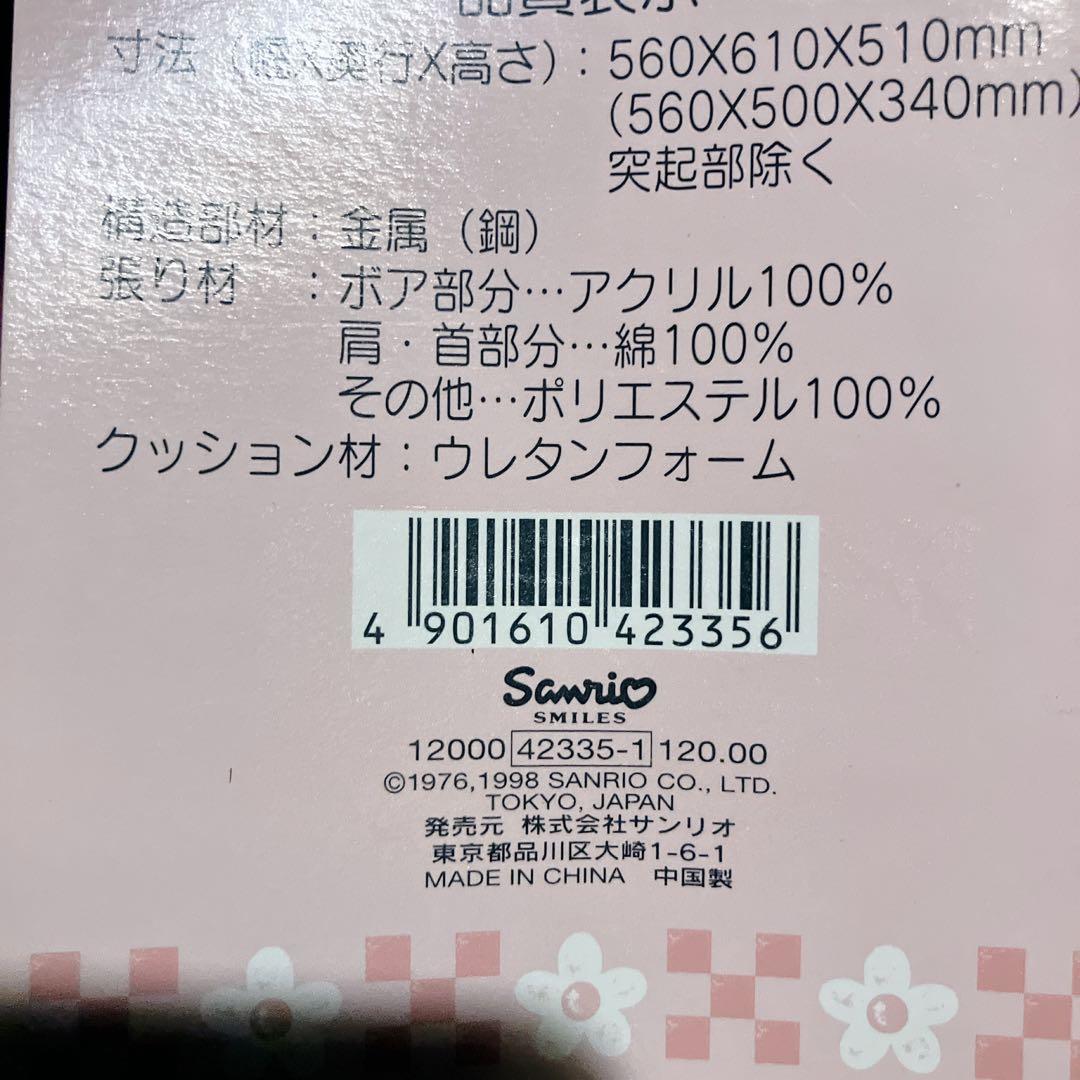 品質表示
寸法（幅X奥行X高さ）：560X610X510mm
(560X500X340mm)
突起部除く
構造部材：金属（鋼）
張り材　：ボア部分…アクリル100%
肩・首部分…綿100%
その他…ポリエステル100%
クッション材：ウレタンフォーム
4 901610 423356
Sanrio
SMILES
12000 42335-1 120.00
©1976,1998 SANRIO CO., LTD.
TOKYO, JAPAN
発売元 株式会社サンリオ
東京都品川区大崎1-6-1
MADE IN CHINA 中国製